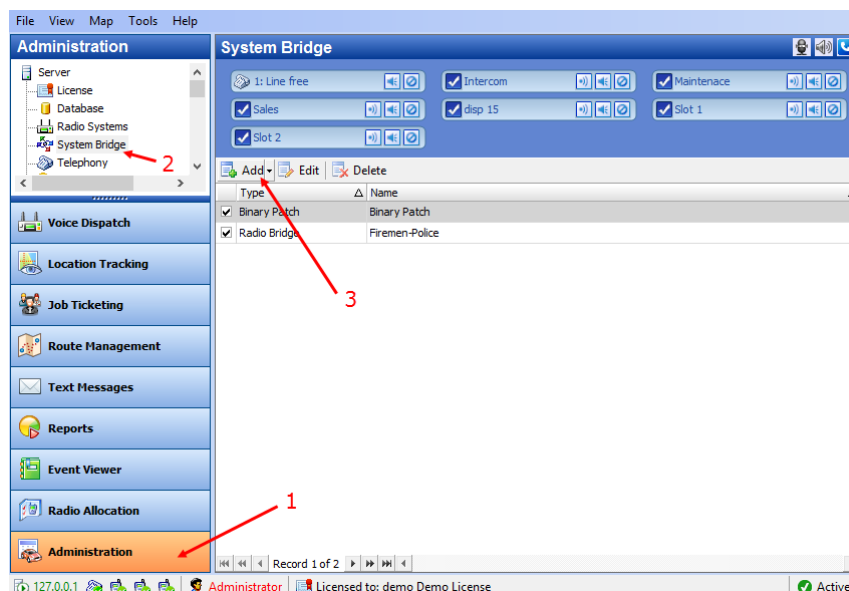 File View Map Tools Help
Administration
System Bridge
Server
License
Database
Radio Systems
System Bridge
Telephony
2
1: Line free
Intercom
Maintenace
Sales
disp 15
Slot 1
Slot 2
Add Edit Delete
Type Name
Binary Patch Binary Patch
Radio Bridge Firemen-Police
3
Voice Dispatch
Location Tracking
Job Ticketing
Route Management
Text Messages
Reports
Event Viewer
Radio Allocation
1
Administration
Record 1 of 2
127.0.0.1 Administrator Licensed to: demo Demo License Active